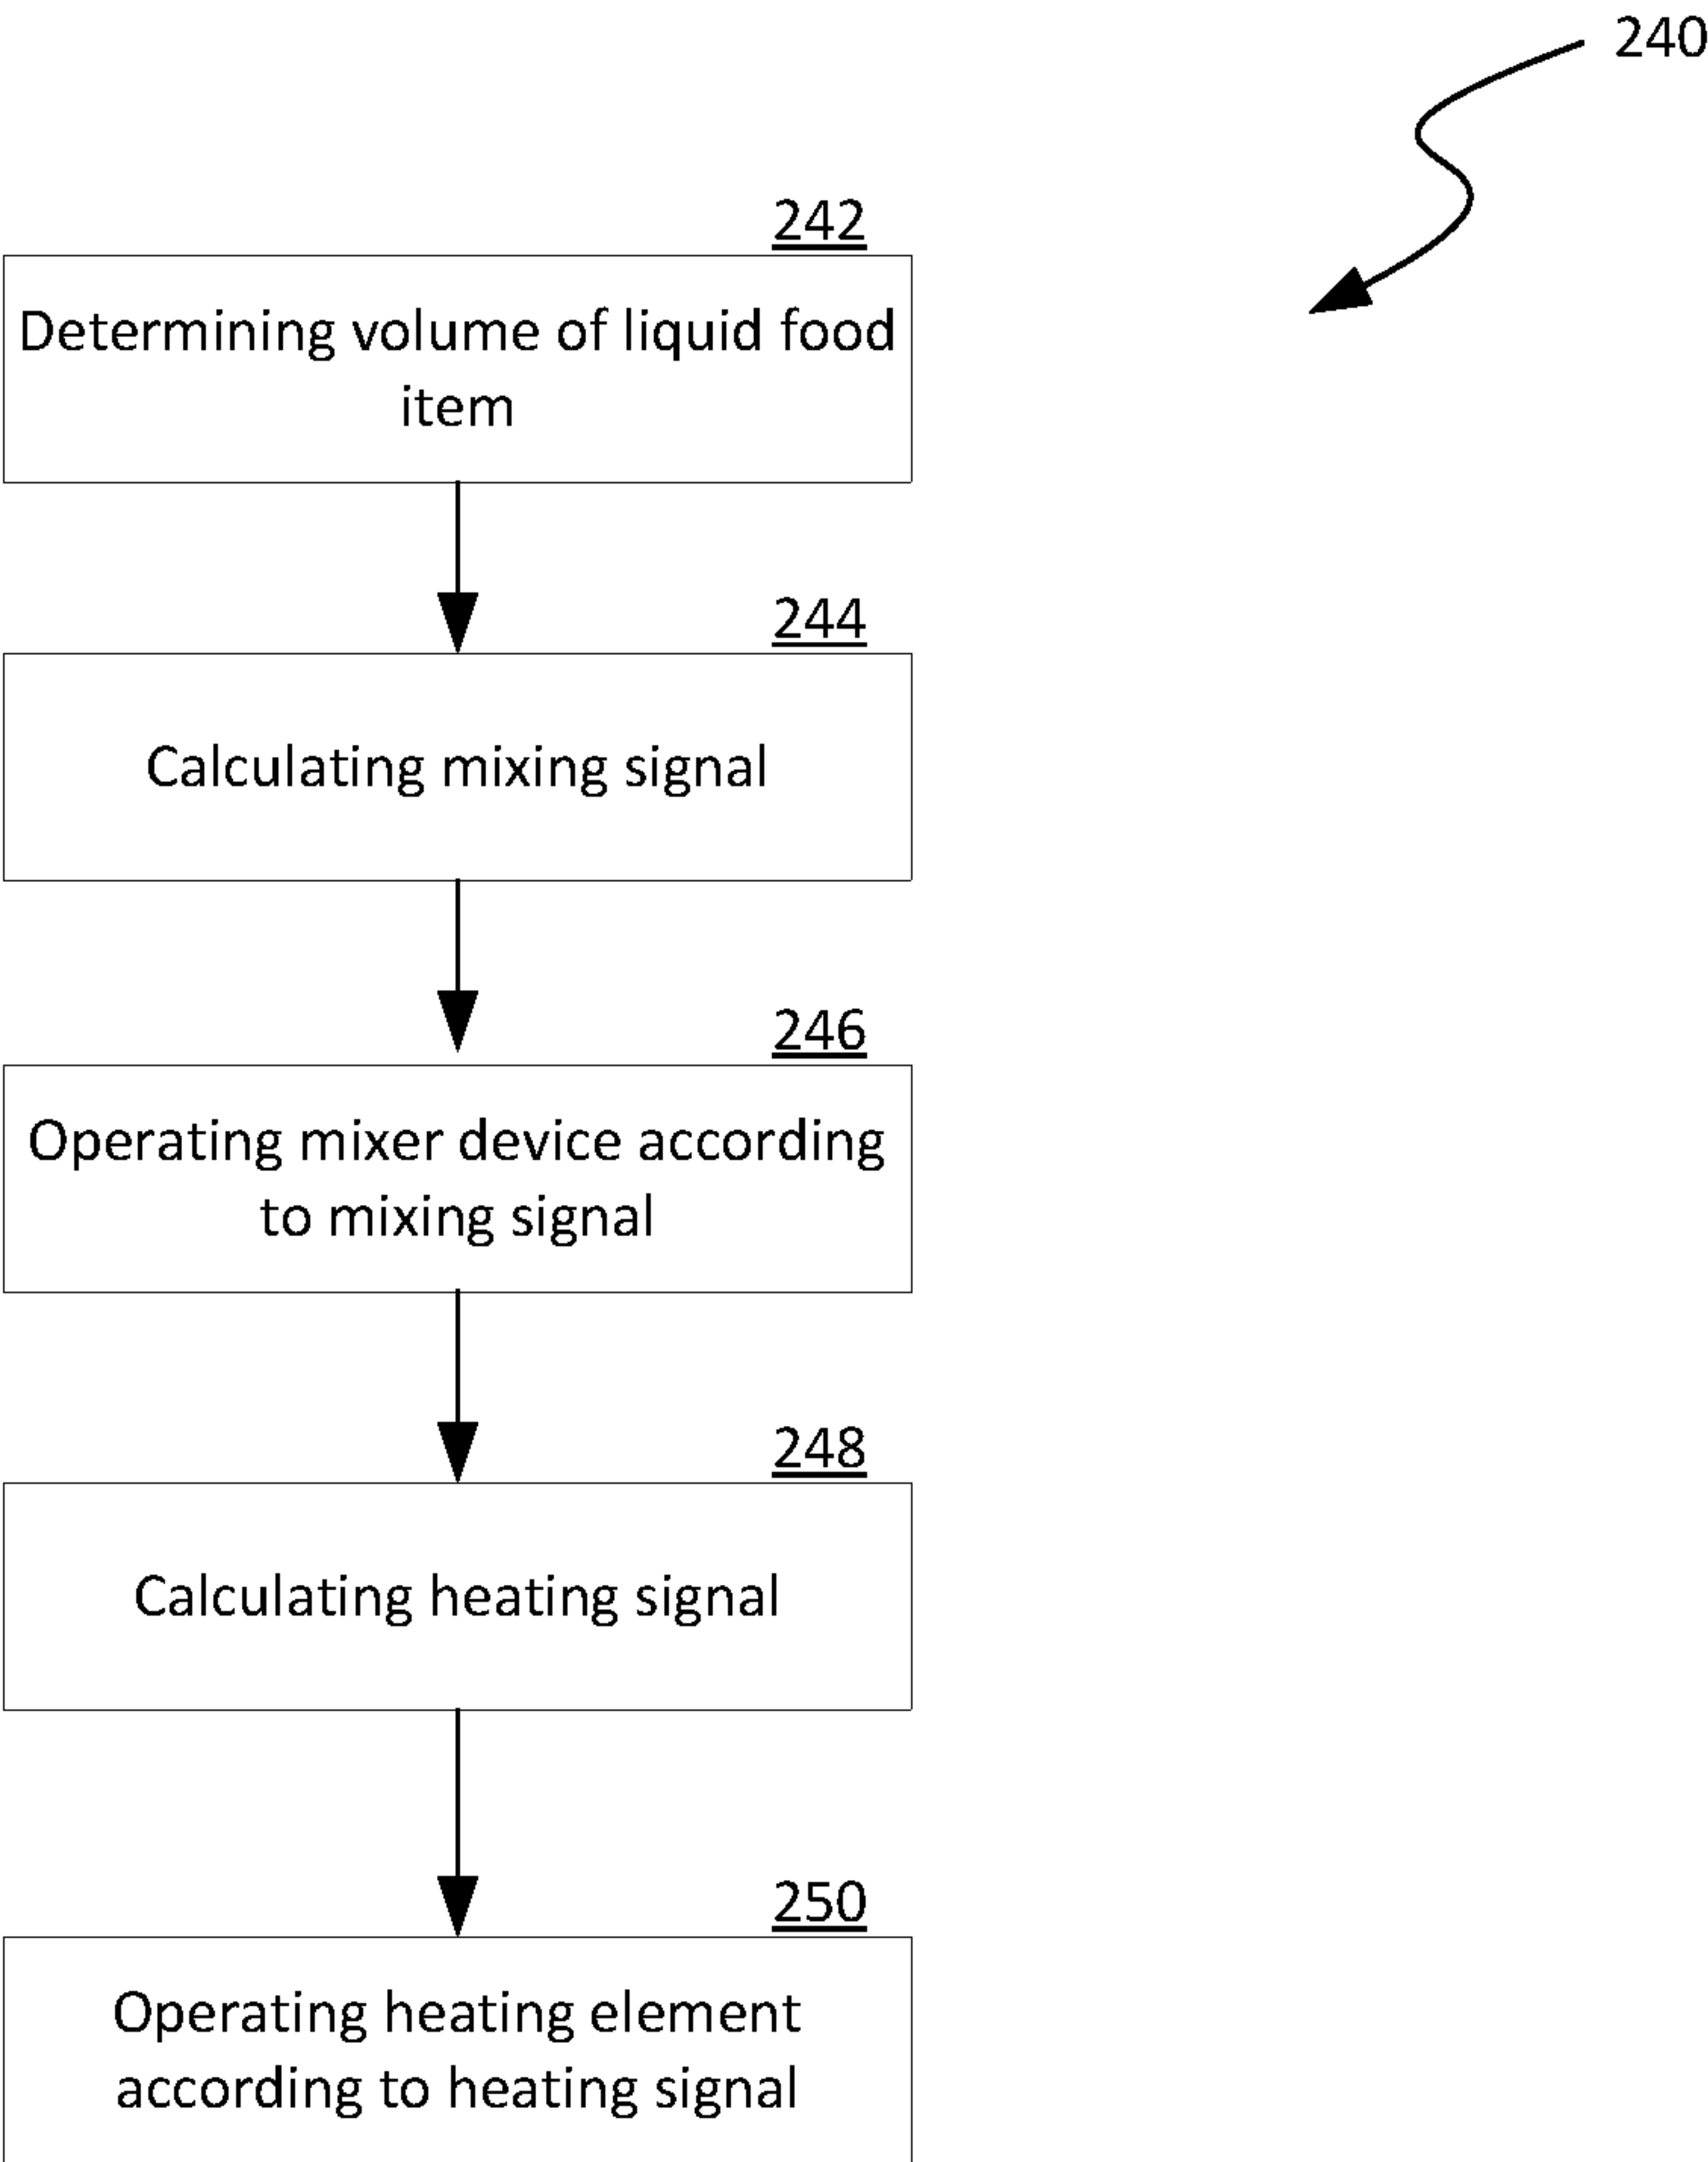 240
242
Determining volume of liquid food
item
244
Calculating mixing signal
246
Operating mixer device according
to mixing signal
248
Calculating heating signal
250
Operating heating element
according to heating signal